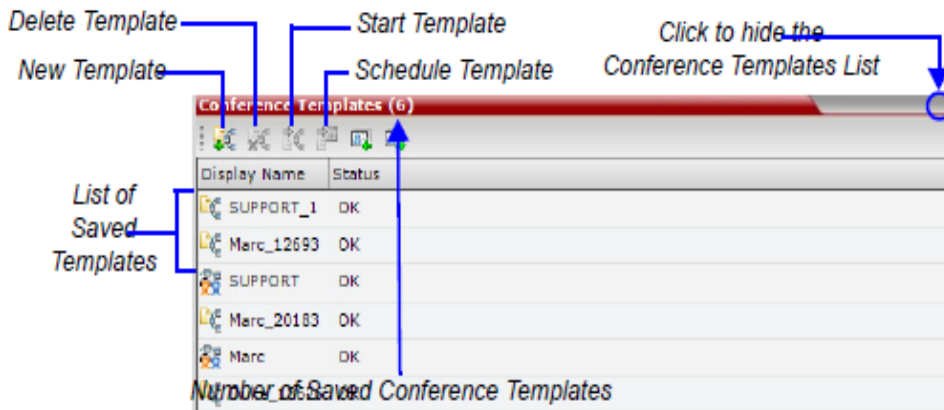 Delete Template
Start Template
Click to hide the
New Template
Schedule Template
Conference Templates List
Conference Templates (6)
Display Name Status
List of
Saved
Templates
SUPPORT_1 OK
Marc_12693 OK
SUPPORT OK
Marc_20183 OK
Marc OK
Number of Saved Conference Templates